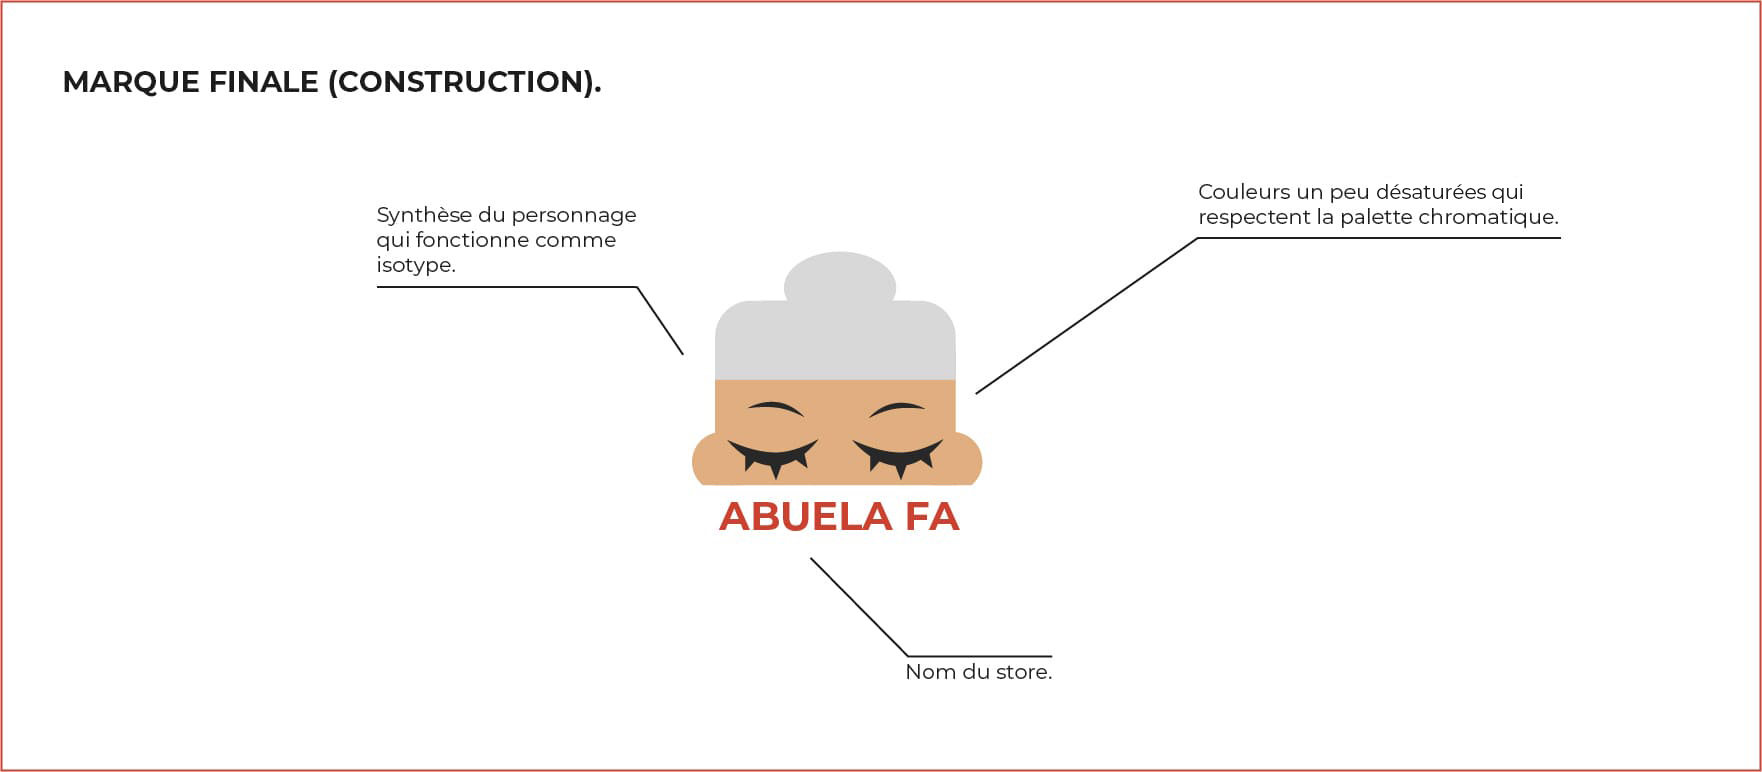 MARQUE FINALE (CONSTRUCTION).
Synthèse du personnage
qui fonctionne comme
isotype.
Couleurs un peu désaturées qui
respectent la palette chromatique.
ABUELA FA
Nom du store.